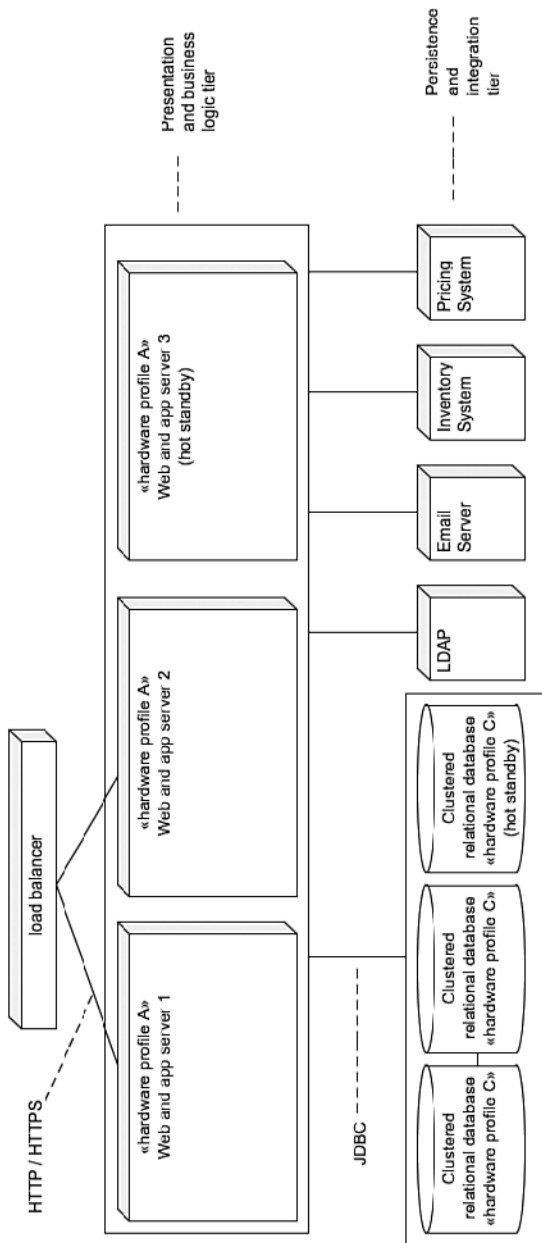 HTTP / HTTPS
load balancer
«hardware profile A»
Web and app server 1
«hardware profile A»
Web and app server 2
«hardware profile A»
Web and app server 3
(hot standby)
Presentation
and business
logic tier
JDBC
Clustered
relational database
«hardware profile C»
Clustered
relational database
«hardware profile C»
Clustered
relational database
«hardware profile C»
(hot standby)
LDAP
Email
Server
Inventory
System
Pricing
System
Persistence
and
integration
tier